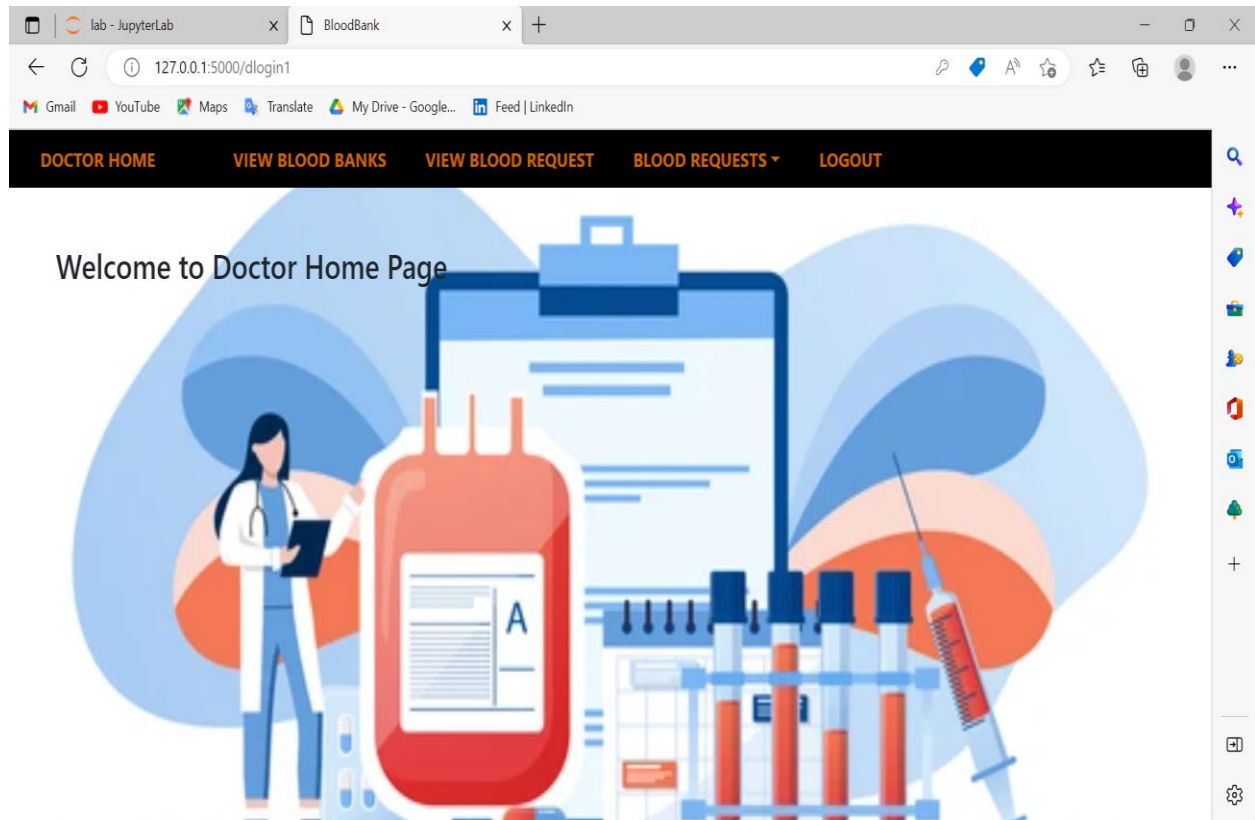 lab - JupyterLab
BloodBank
127.0.0.1:5000/dlogin1
Gmail YouTube Maps Translate My Drive - Google... Feed | LinkedIn
DOCTOR HOME VIEW BLOOD BANKS VIEW BLOOD REQUEST BLOOD REQUESTS LOGOUT
Welcome to Doctor Home Page
A